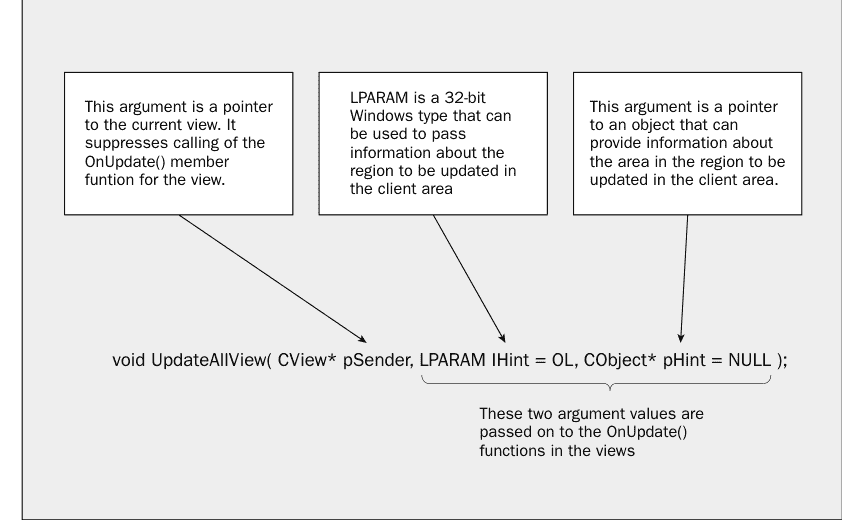 This argument is a pointer
to the current view. It
suppresses calling of the
OnUpdate() member
funtion for the view.
LPARAM is a 32-bit
Windows type that can
be used to pass
information about the
region to be updated in
the client area
This argument is a pointer
to an object that can
provide information about
the area in the region to be
updated in the client area.
void UpdateAllView( CView* pSender, LPARAM IHint = OL, CObject* pHint = NULL );
These two argument values are
passed on to the OnUpdate()
functions in the views